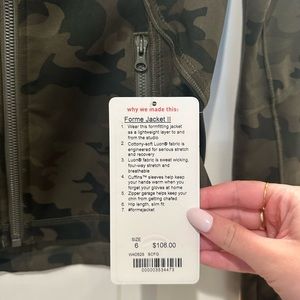 why we made this:
Forme Jacket II
1. Wear this formfitting jacket
as a lightweight layer to and
from the studio
2. Cottony-soft Luon® fabric is
engineered for serious stretch
and recovery
3. Luon® fabric is sweat wicking,
four-way stretch and
breathable
4. Cuffins™ sleeves help keep
your hands warm when you
forget your gloves at home
5. Zipper garage helps keep your
chin from getting chafed
6. Hip length, slim fit
7. #formejacket
SIZE
6 $108.00